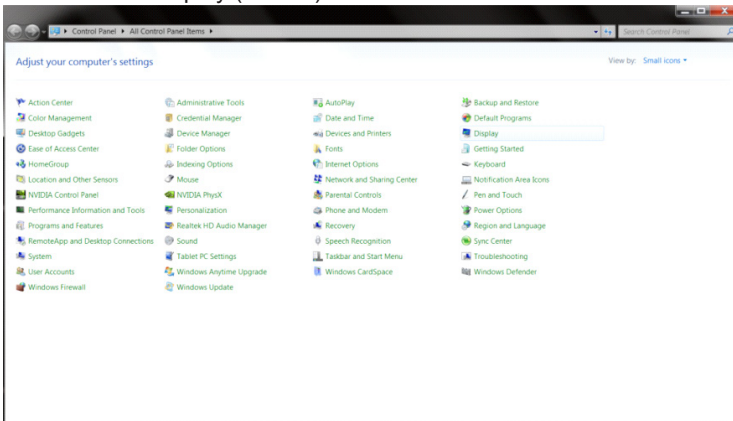 Control Panel All Control Panel Items Search Control Panel
Adjust your computer's settings View by: Small icons
Action Center Administrative Tools AutoPlay Backup and Restore
Color Management Credential Manager Date and Time Default Programs
Desktop Gadgets Device Manager Devices and Printers Display
Ease of Access Center Folder Options Fonts Getting Started
HomeGroup Indexing Options Internet Options Keyboard
Location and Other Sensors Mouse Network and Sharing Center Notification Area Icons
NVIDIA Control Panel NVIDIA PhysX Parental Controls Pen and Touch
Performance Information and Tools Personalization Phone and Modem Power Options
Programs and Features Realtek HD Audio Manager Recovery Region and Language
RemoteApp and Desktop Connections Sound Speech Recognition Sync Center
System Tablet PC Settings Taskbar and Start Menu Troubleshooting
User Accounts Windows Anytime Upgrade Windows CardSpace Windows Defender
Windows Firewall Windows Update